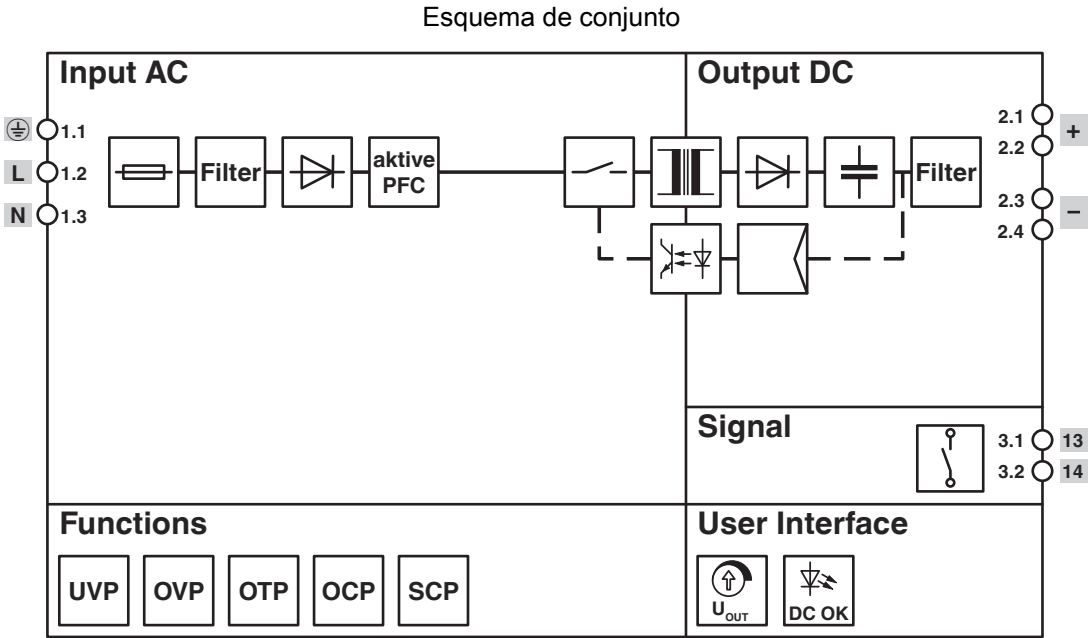 Esquema de conjunto
Input AC
Output DC
1.1
L
1.2
N
1.3
Filter
aktive
PFC
Filter
2.1
2.2
+
2.3
2.4
−
Signal
3.1
13
3.2
14
Functions
UVP
OVP
OTP
OCP
SCP
User Interface
UOUT
DC OK